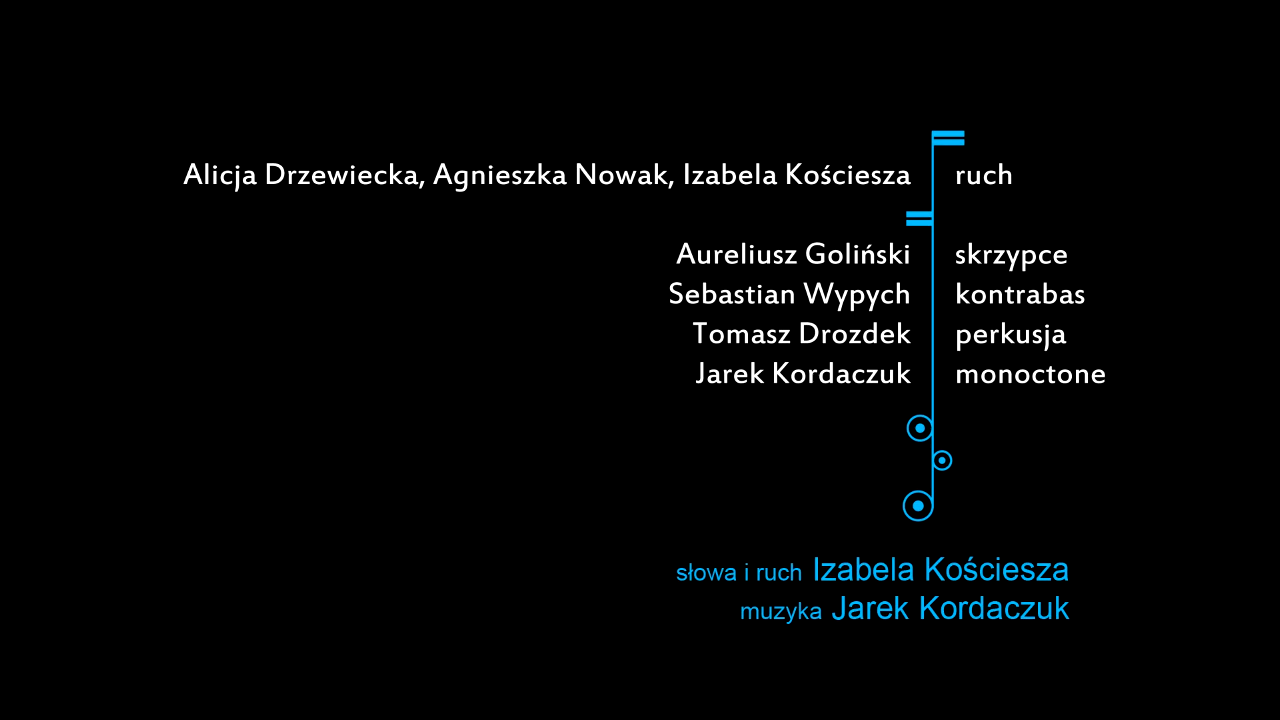 Alicja Drzewiecka, Agnieszka Nowak, Izabela Kościesza ruch
Aureliusz Goliński skrzypce
Sebastian Wypych kontrabas
Tomasz Drozdek perkusja
Jarek Kordaczuk monoctone
słowa i ruch Izabela Kościesza
muzyka Jarek Kordaczuk